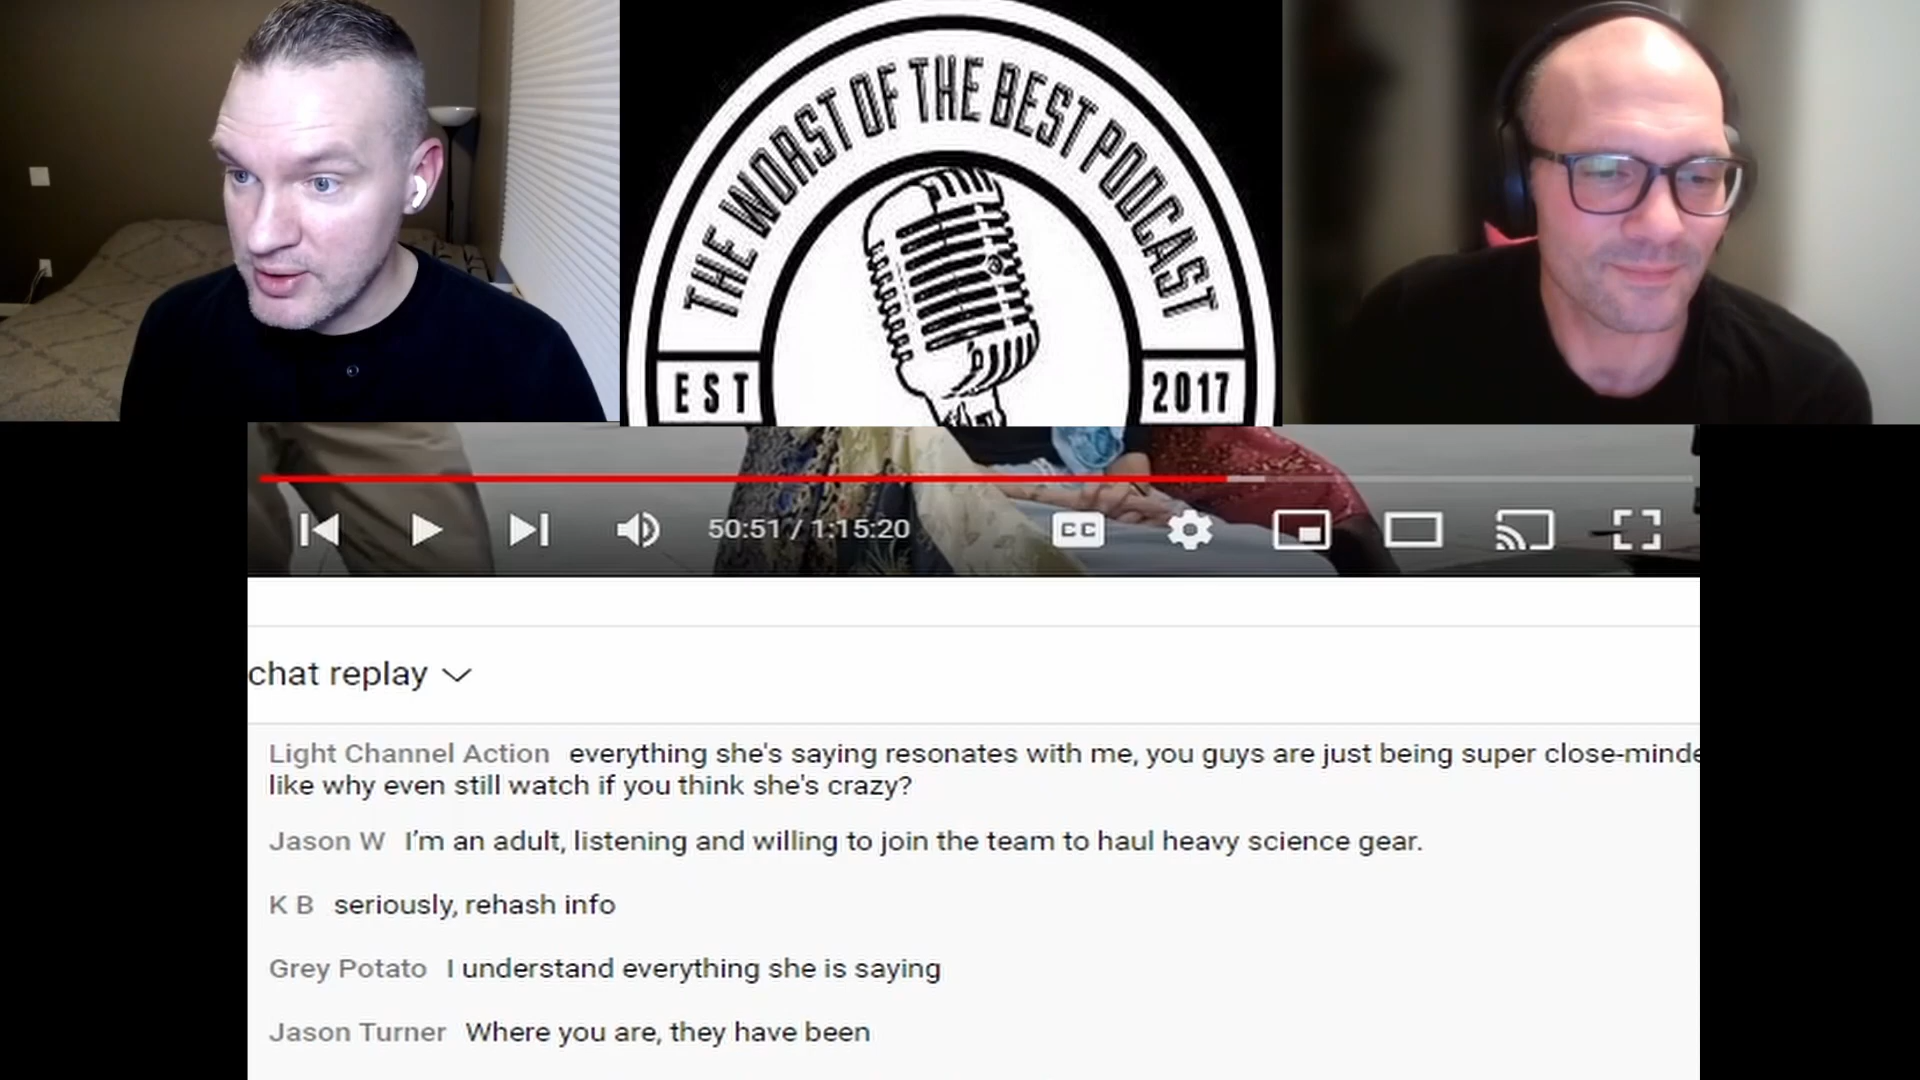 THE WORST OF THE BEST PODCAST
EST 2017
50:51 / 1:15:20
CC
chat replay
Light Channel Action everything she's saying resonates with me, you guys are just being super close-minde
like why even still watch if you think she's crazy?
Jason W I'm an adult, listening and willing to join the team to haul heavy science gear.
K B seriously, rehash info
Grey Potato I understand everything she is saying
Jason Turner Where you are, they have been